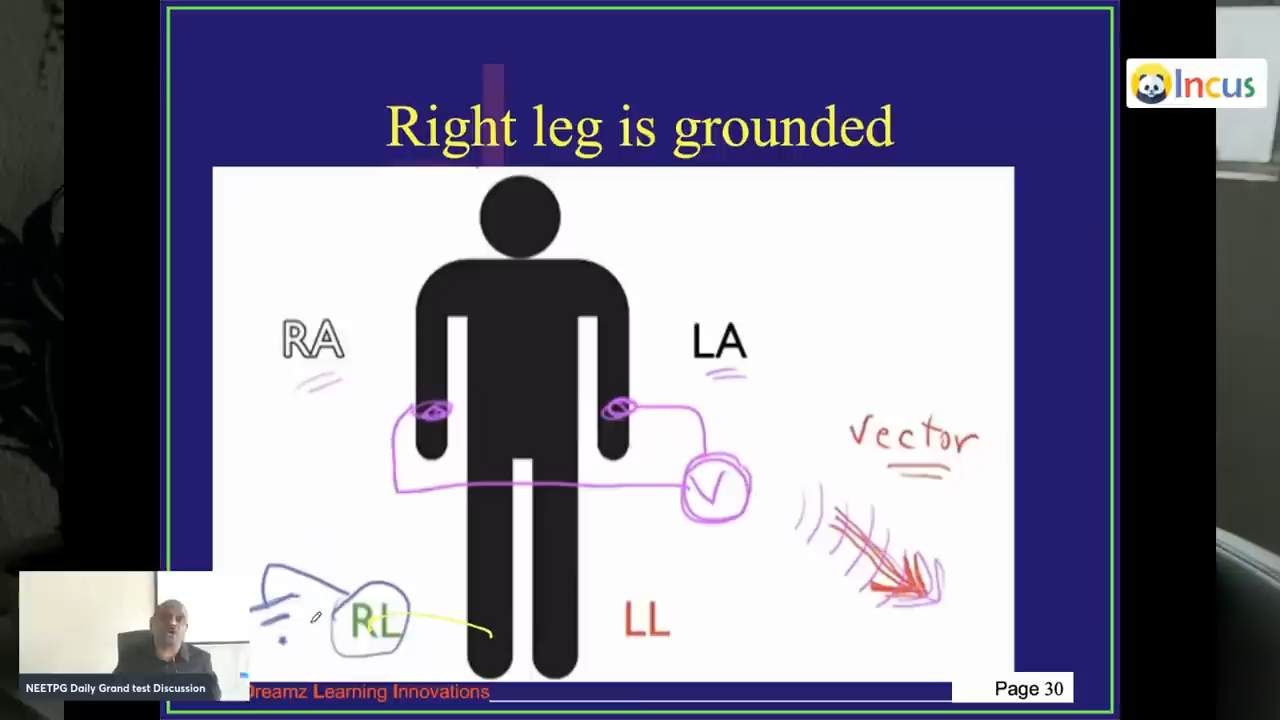 Incus
Right leg is grounded
RA
LA
vector
V
RL
LL
NEETPG Daily Grand test Discussion
Dreamz Learning Innovations
Page 30